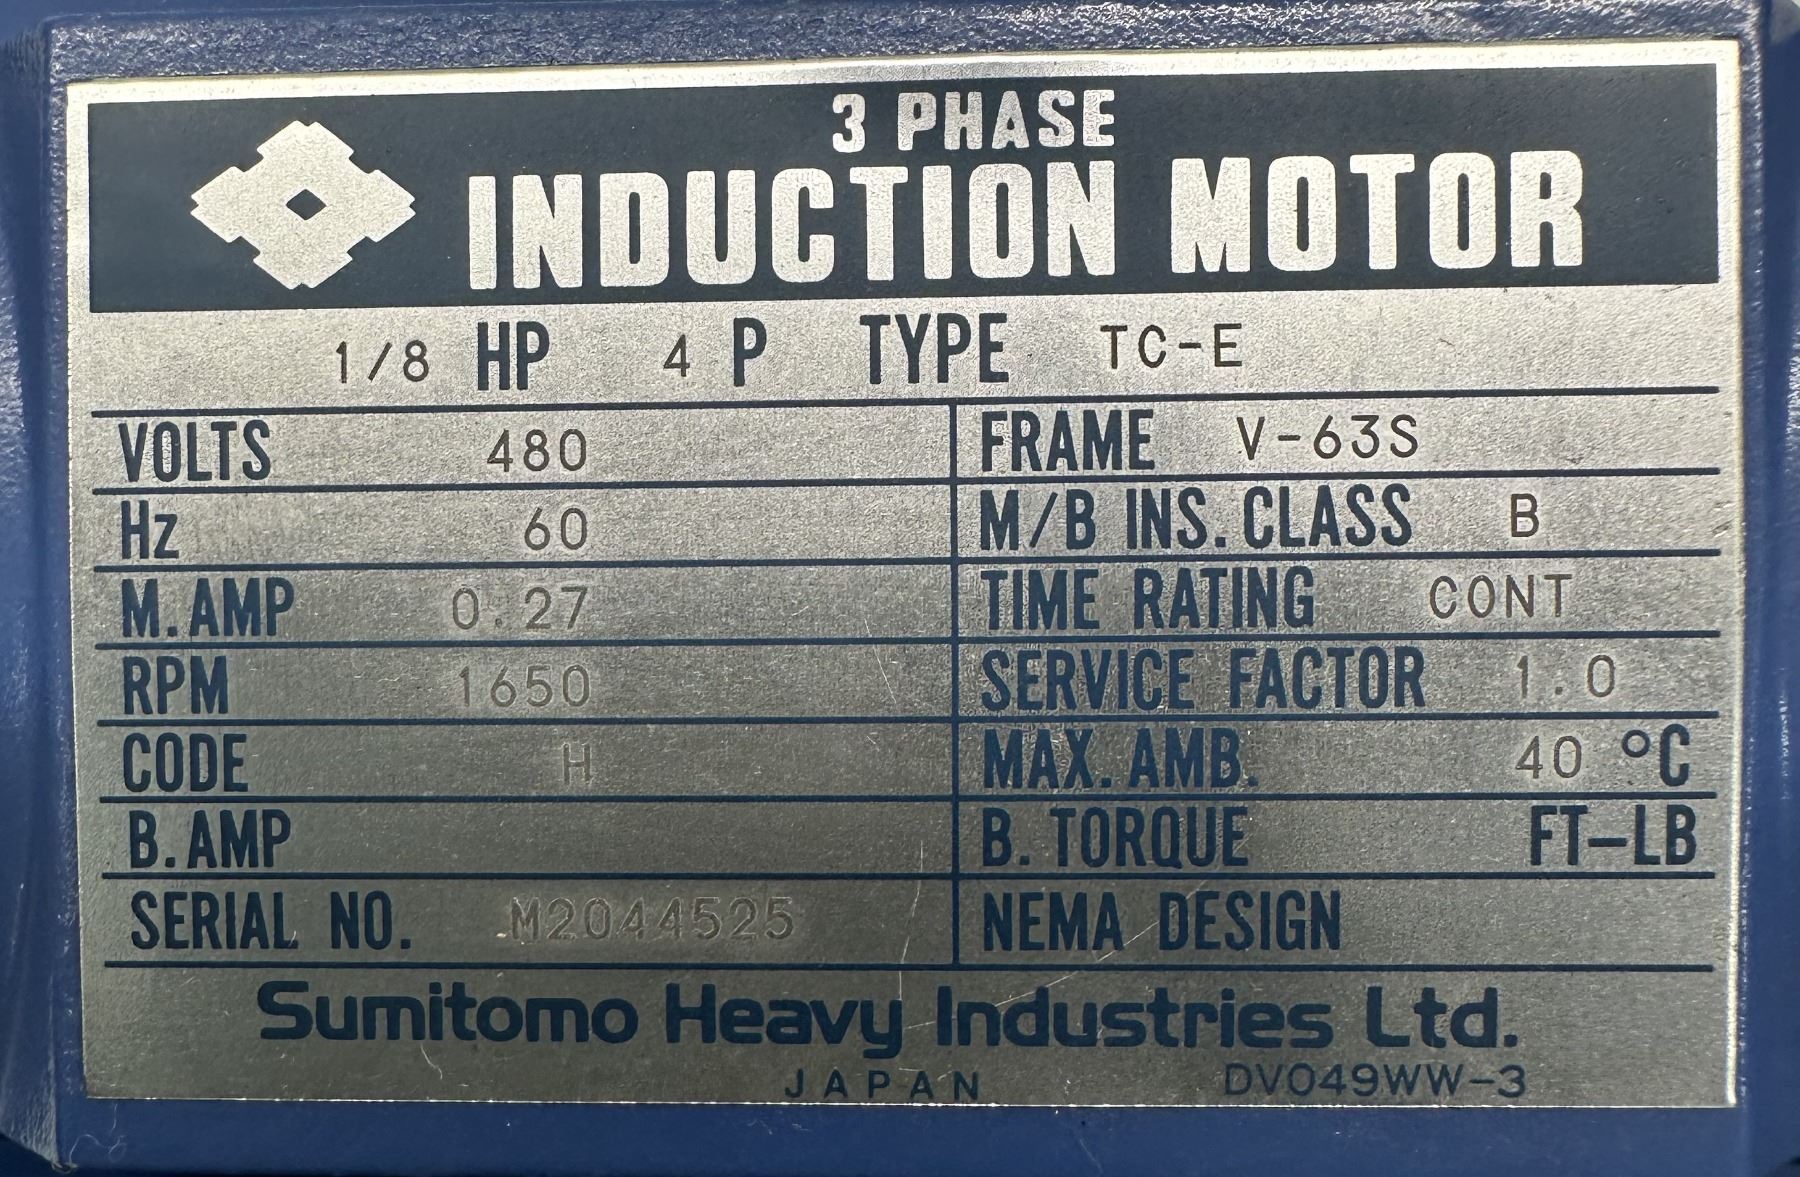 3 PHASE
INDUCTION MOTOR
1/8 HP 4 P TYPE TC-E
VOLTS 480 FRAME V-63S
Hz 60 M/B INS. CLASS B
M. AMP 0.27 TIME RATING CONT
RPM 1650 SERVICE FACTOR 1.0
CODE H MAX. AMB. 40 °C
B. AMP B. TORQUE FT-LB
SERIAL NO. M2044525 NEMA DESIGN
Sumitomo Heavy Industries Ltd.
JAPAN DV049WW-3